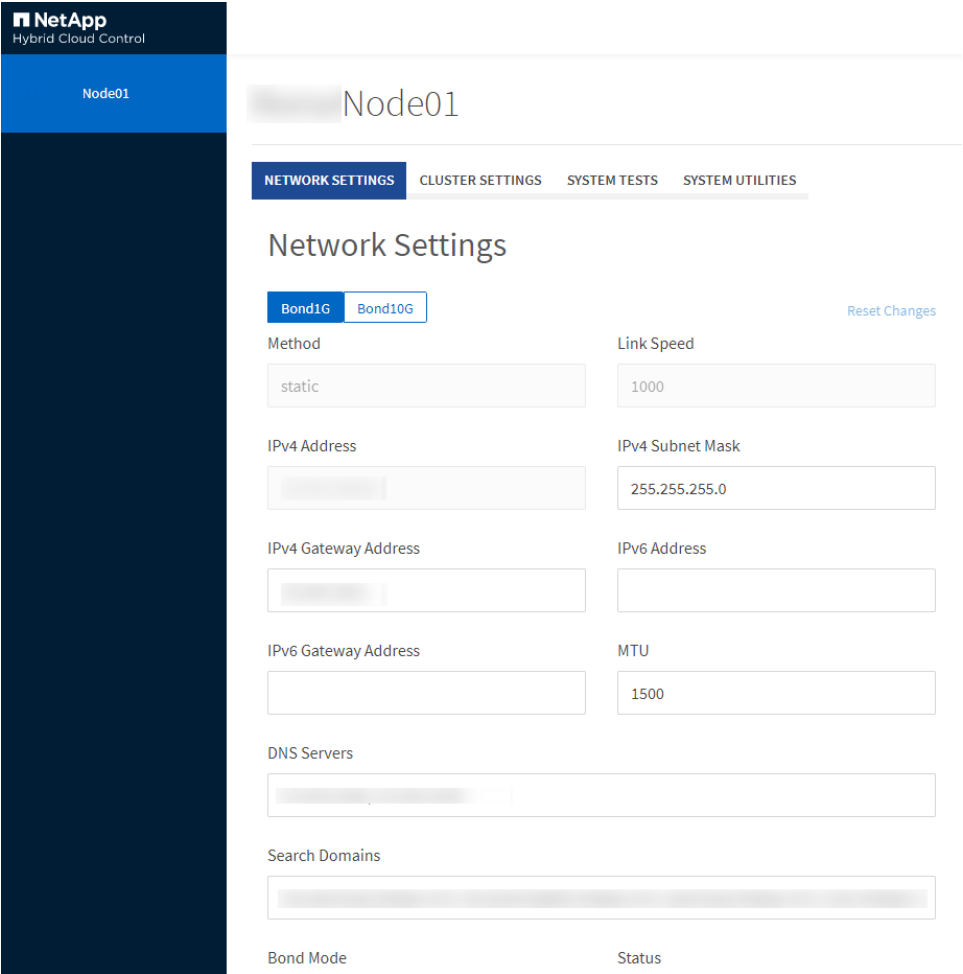 NetApp
Hybrid Cloud Control
Node01
Node01
NETWORK SETTINGS CLUSTER SETTINGS SYSTEM TESTS SYSTEM UTILITIES
Network Settings
Bond1G Bond10G
Reset Changes
Method Link Speed
static 1000
IPv4 Address IPv4 Subnet Mask
255.255.255.0
IPv4 Gateway Address IPv6 Address
IPv6 Gateway Address MTU
1500
DNS Servers
Search Domains
Bond Mode Status